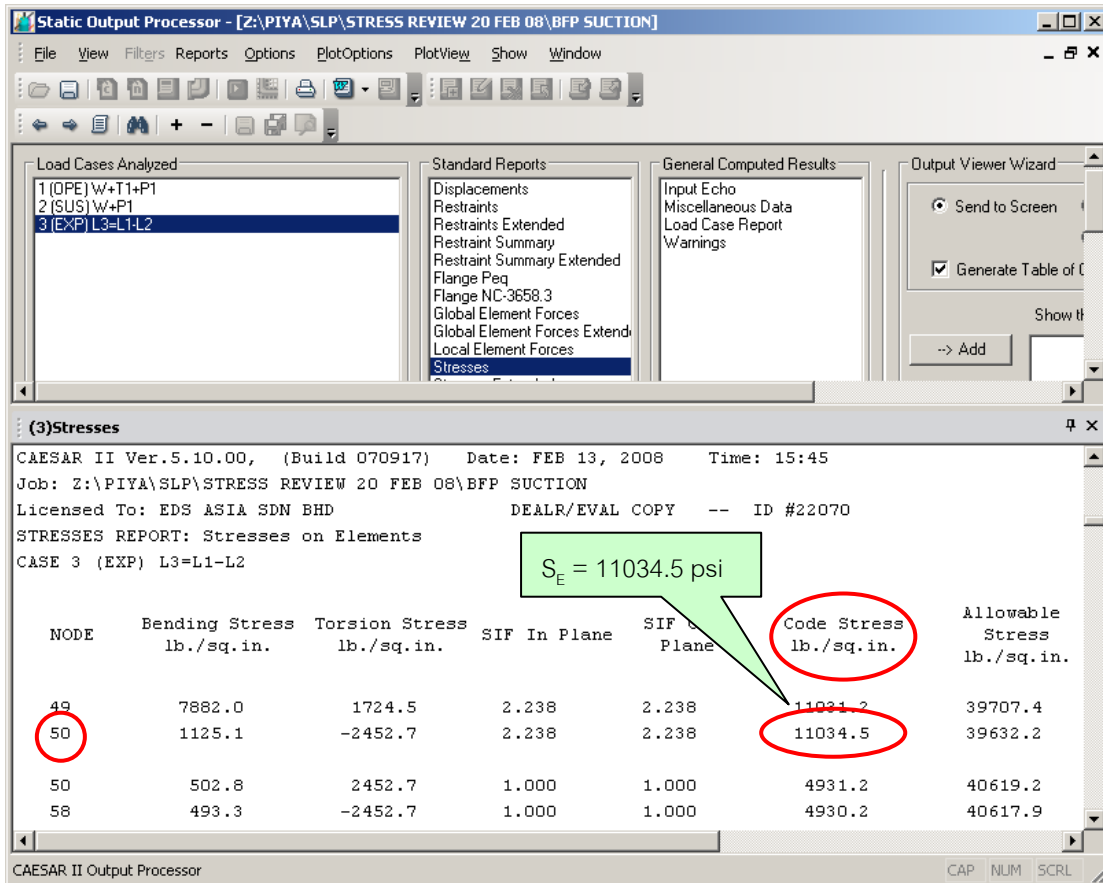 Static Output Processor - [Z:\PIYA\SLP\STRESS REVIEW 20 FEB 08\BFP SUCTION]
File View Filters Reports Options PlotOptions PlotView Show Window
Load Cases Analyzed
1 (OPE) W+T1+P1
2 (SUS) W+P1
3 (EXP) L3=L1-L2
Standard Reports
Displacements
Restraints
Restraints Extended
Restraint Summary
Restraint Summary Extended
Flange Peq
Flange NC-3658.3
Global Element Forces
Global Element Forces Extend
Local Element Forces
Stresses
General Computed Results
Input Echo
Miscellaneous Data
Load Case Report
Warnings
Output Viewer Wizard
Send to Screen
Generate Table of
Show
--> Add
(3)Stresses
CAESAR II Ver.5.10.00, (Build 070917) Date: FEB 13, 2008 Time: 15:45
Job: Z:\PIYA\SLP\STRESS REVIEW 20 FEB 08\BFP SUCTION
Licensed To: EDS ASIA SDN BHD DEALR/EVAL COPY -- ID #22070
STRESSES REPORT: Stresses on Elements
CASE 3 (EXP) L3=L1-L2
SE = 11034.5 psi
NODE Bending Stress lb./sq.in. Torsion Stress lb./sq.in. SIF In Plane SIF Plane Code Stress lb./sq.in. Allowable Stress lb./sq.in.
49 7882.0 1724.5 2.238 2.238 11031.2 39707.4
50 1125.1 -2452.7 2.238 2.238 11034.5 39632.2
50 502.8 2452.7 1.000 1.000 4931.2 40619.2
58 493.3 -2452.7 1.000 1.000 4930.2 40617.9
CAESAR II Output Processor CAP NUM SCRL